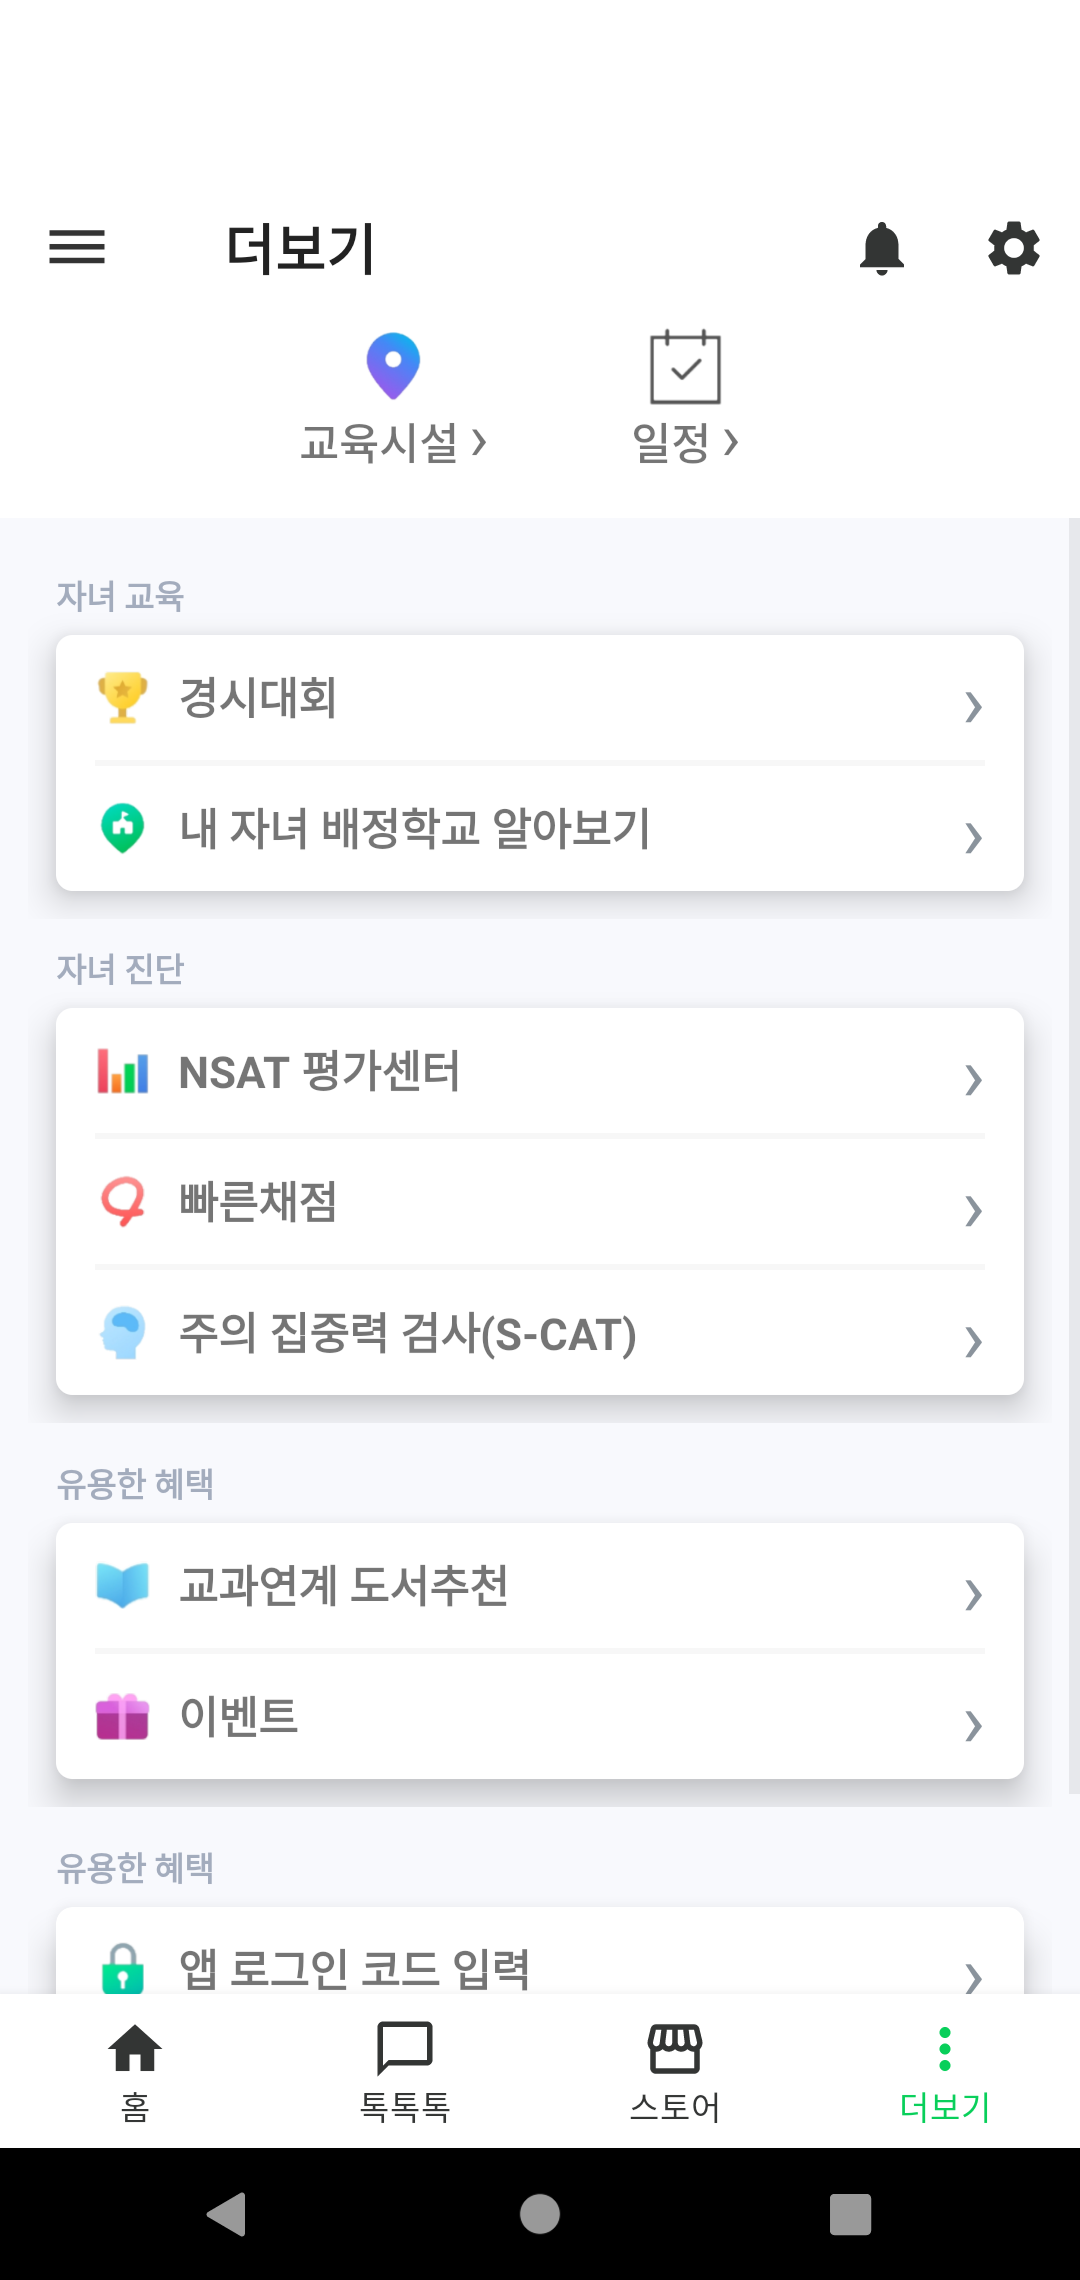 더보기
교육시설
일정
자녀 교육
경시대회
내 자녀 배정학교 알아보기
자녀 진단
NSAT 평가센터
빠른채점
주의 집중력 검사(S-CAT)
유용한 혜택
교과연계 도서추천
이벤트
유용한 혜택
앱 로그인 코드 입력
홈
톡톡톡
스토어
더보기